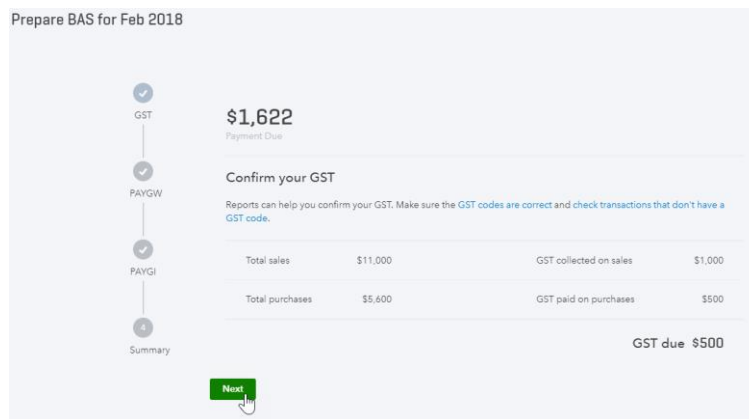 Prepare BAS for Feb 2018
GST
$1,622
Payment Due
PAYGW
Confirm your GST
Reports can help you confirm your GST. Make sure the GST codes are correct and check transactions that don't have a
GST code.
PAYGI
Total sales $11,000 GST collected on sales $1,000
Total purchases $5,600 GST paid on purchases $500
4
Summary
GST due $500
Next